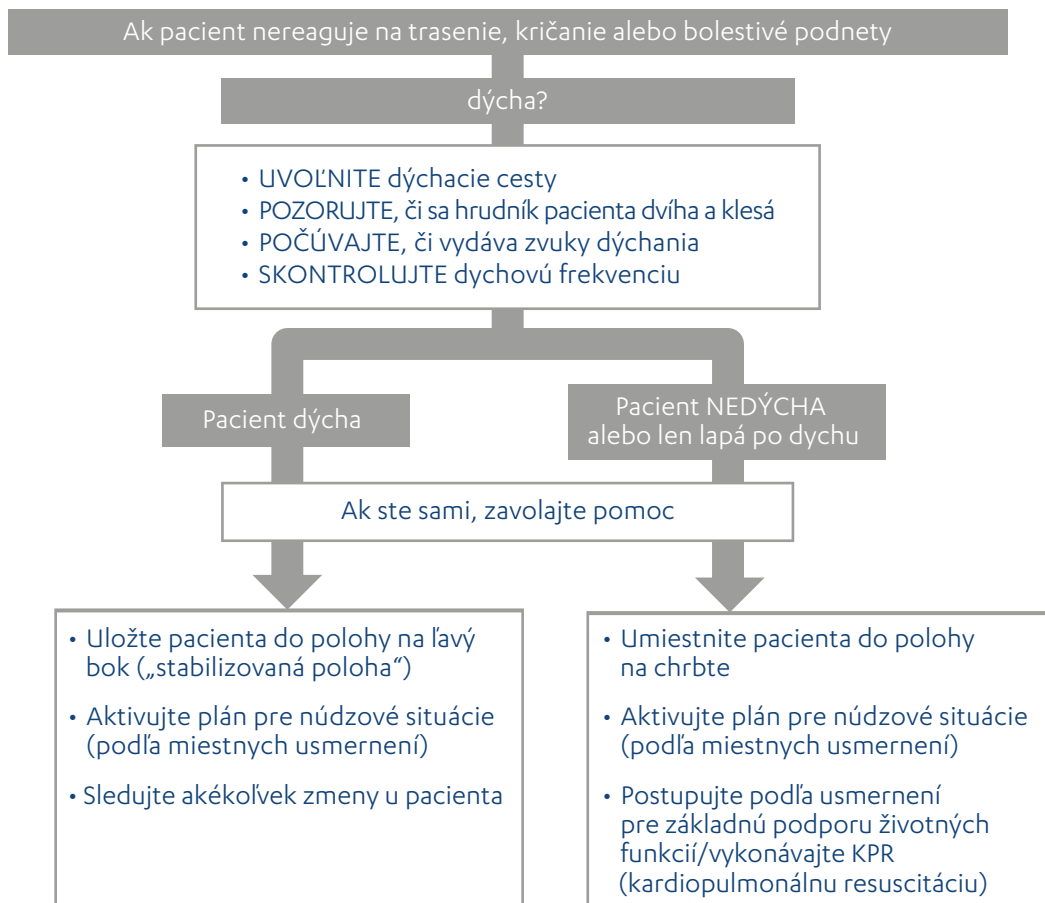 Ak pacient nereaguje na trasenie, kričanie alebo bolestivé podnety
dýcha?
• UVOĽNITE dýchacie cesty
• POZORUJTE, či sa hrudník pacienta dvíha a klesá
• POČÚVAJTE, či vydáva zvuky dýchania
• SKONTROLUJTE dychovú frekvenciu
Pacient dýcha
Pacient NEDÝCHA
alebo len lapá po dychu
Ak ste sami, zavolajte pomoc
• Uložte pacienta do polohy na ľavý
bok („stabilizovaná poloha“)
• Aktivujte plán pre núdzové situácie
(podľa miestnych usmernení)
• Sledujte akékoľvek zmeny u pacienta
• Umiestnite pacienta do polohy
na chrbte
• Aktivujte plán pre núdzové situácie
(podľa miestnych usmernení)
• Postupujte podľa usmernení
pre základnú podporu životných
funkcií/vykonávajte KPR
(kardiopulmonálnu resuscitáciu)